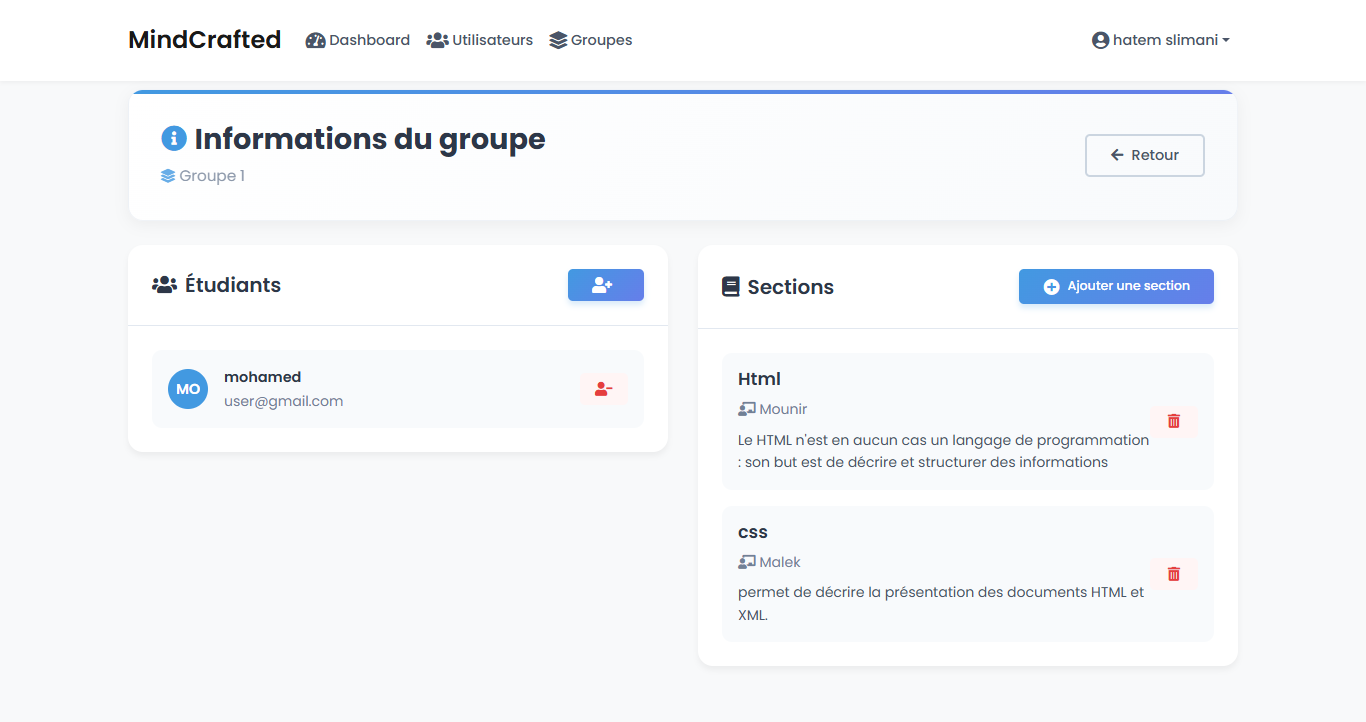 MindCrafted Dashboard Utilisateurs Groupes hatem slimani
Informations du groupe
Groupe 1
Retour
Étudiants
MO
mohamed
user@gmail.com
Sections
Ajouter une section
Html
Mounir
Le HTML n'est en aucun cas un langage de programmation
: son but est de décrire et structurer des informations
css
Malek
permet de décrire la présentation des documents HTML et
XML.